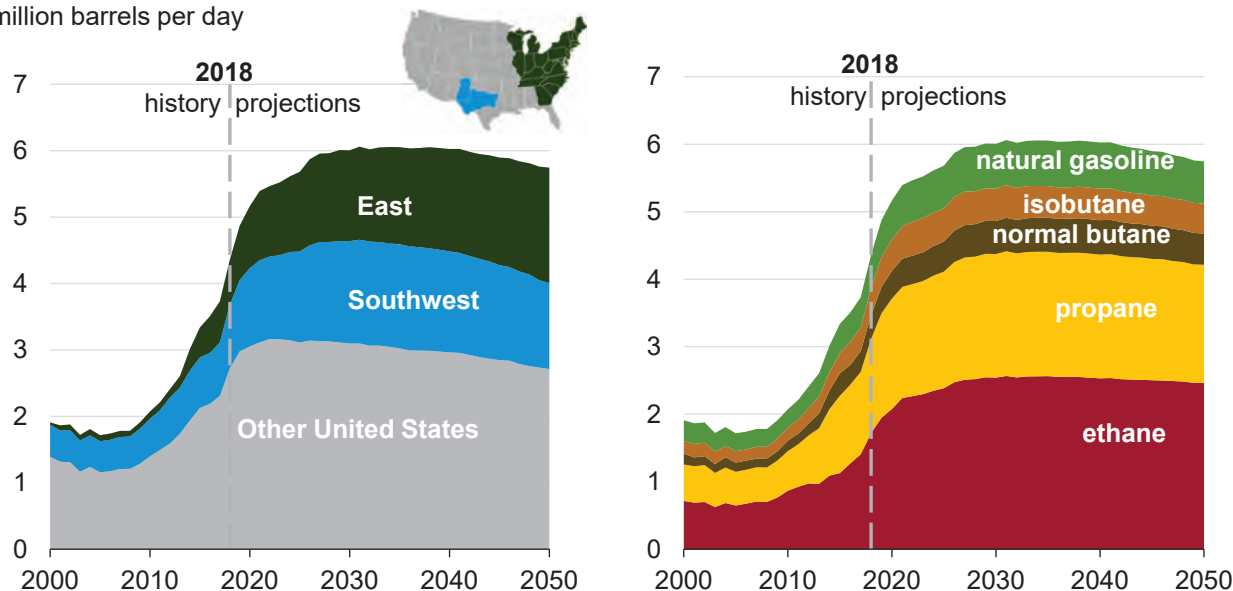 million barrels per day
2018
history projections
7
6
5
4
3
2
1
0
East
Southwest
Other United States
2000 2010 2020 2030 2040 2050
2018
history projections
7
6
5
4
3
2
1
0
natural gasoline
isobutane
normal butane
propane
ethane
2000 2010 2020 2030 2040 2050